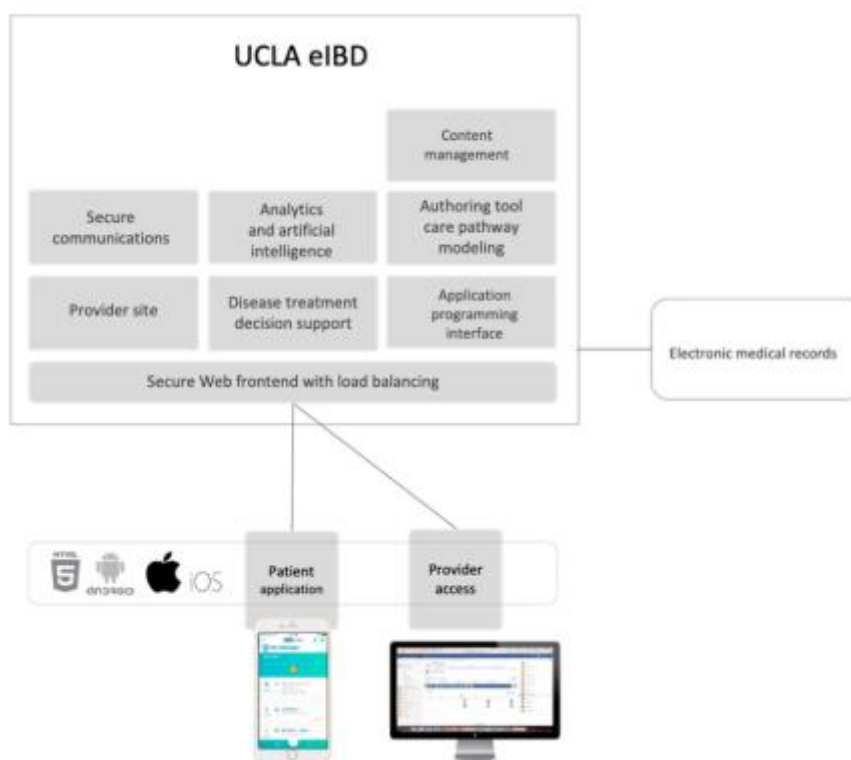 UCLA eIBD
Content
management
Secure
communications
Analytics
and artificial
intelligence
Authoring tool
care pathway
modeling
Provider site
Disease treatment
decision support
Application
programming
interface
Electronic medical records
Secure Web frontend with load balancing
HTML
5
ANDROID
iOS
Patient
application
Provider
access